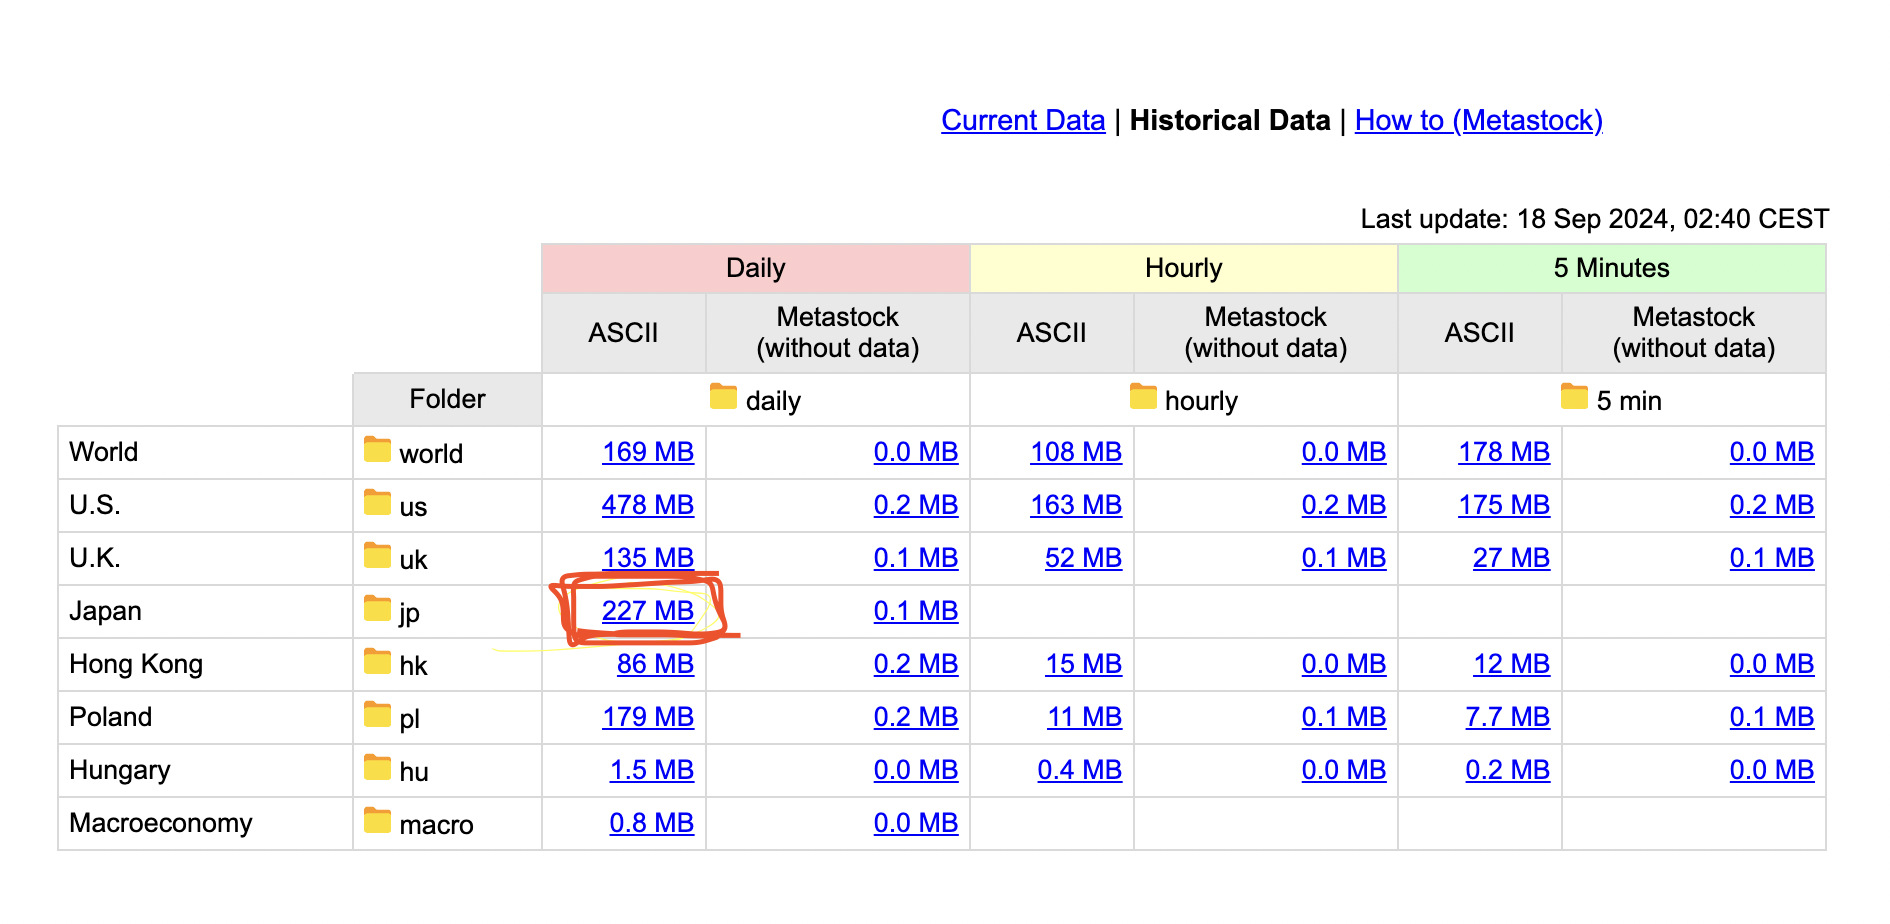 Current Data | Historical Data | How to (Metastock)
Last update: 18 Sep 2024, 02:40 CEST
Daily Hourly 5 Minutes
ASCII Metastock (without data) ASCII Metastock (without data) ASCII Metastock (without data)
Folder daily hourly 5 min
World world 169 MB 0.0 MB 108 MB 0.0 MB 178 MB 0.0 MB
U.S. us 478 MB 0.2 MB 163 MB 0.2 MB 175 MB 0.2 MB
U.K. uk 135 MB 0.1 MB 52 MB 0.1 MB 27 MB 0.1 MB
Japan jp 227 MB 0.1 MB
Hong Kong hk 86 MB 0.2 MB 15 MB 0.0 MB 12 MB 0.0 MB
Poland pl 179 MB 0.2 MB 11 MB 0.1 MB 7.7 MB 0.1 MB
Hungary hu 1.5 MB 0.0 MB 0.4 MB 0.0 MB 0.2 MB 0.0 MB
Macroeconomy macro 0.8 MB 0.0 MB